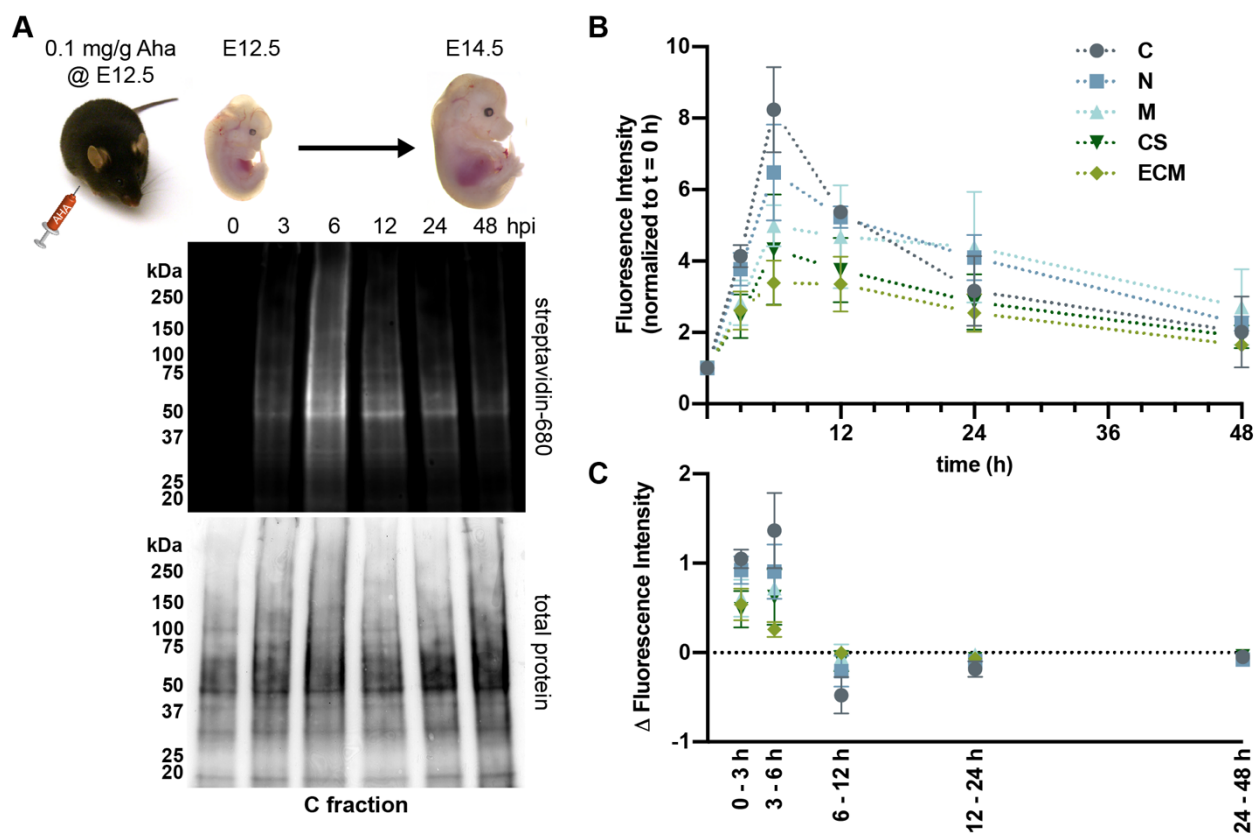 A
0.1 mg/g Aha
@ E12.5
E12.5
E14.5
AHA
0 3 6 12 24 48 hpi
kDa
250
150
100
75
50
37
25
20
streptavidin-680
kDa
250
150
100
75
50
37
25
20
total protein
C fraction
B
Fluoresence Intensity
(normalized to t = 0 h)
10
8
6
4
2
0
12 24 36 48
time (h)
C
N
M
CS
ECM
C
Δ Fluorescence Intensity
2
1
0
-1
0 - 3 h
3 - 6 h
6 - 12 h
12 - 24 h
24 - 48 h